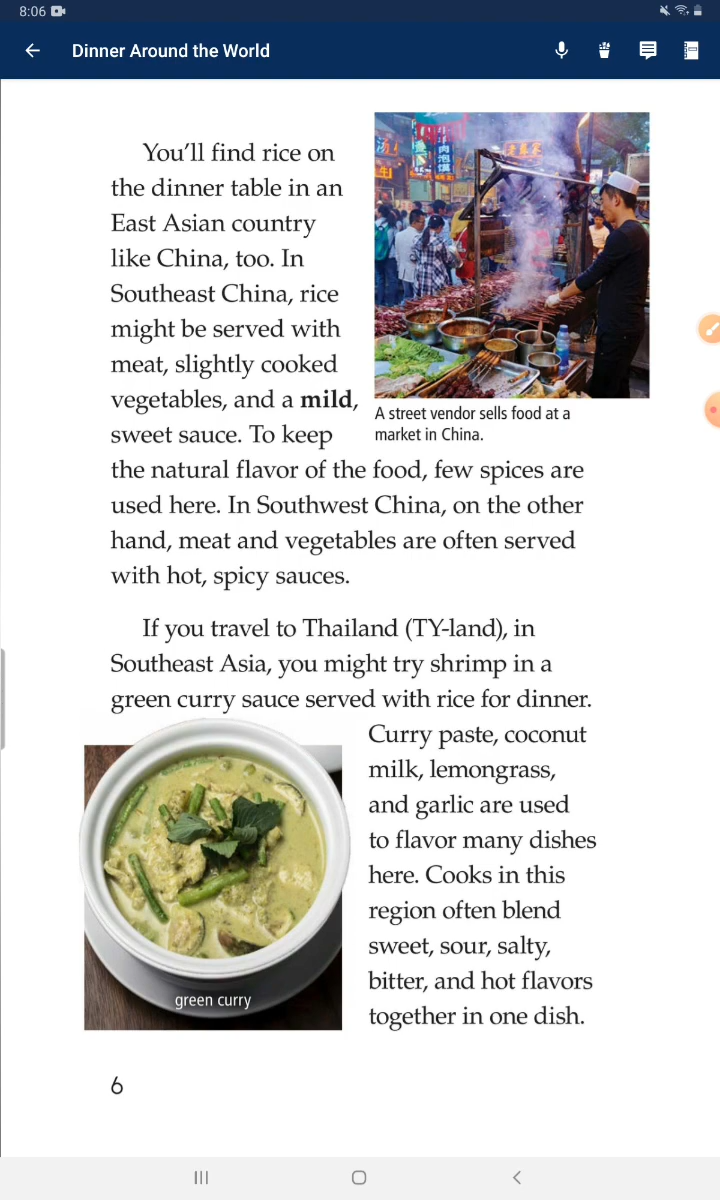 8:06
Dinner Around the World
You'll find rice on
the dinner table in an
East Asian country
like China, too. In
Southeast China, rice
might be served with
meat, slightly cooked
vegetables, and a mild,
sweet sauce. To keep
the natural flavor of the food, few spices are
used here. In Southwest China, on the other
hand, meat and vegetables are often served
with hot, spicy sauces.
羊肉泡馍
A street vendor sells food at a
market in China.
If you travel to Thailand (TY-land), in
Southeast Asia, you might try shrimp in a
green curry sauce served with rice for dinner.
Curry paste, coconut
milk, lemongrass,
and garlic are used
to flavor many dishes
here. Cooks in this
region often blend
sweet, sour, salty,
bitter, and hot flavors
together in one dish.
green curry
6